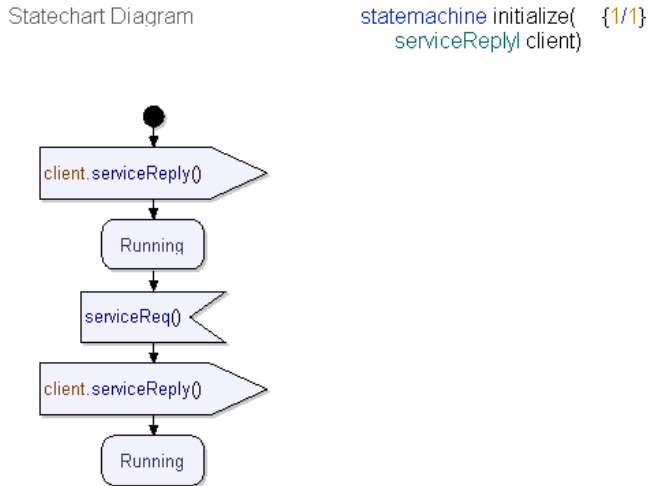 Statechart Diagram
statemachine initialize( {1/1}
serviceReplyI client)
client.serviceReply()
Running
serviceReq()
client.serviceReply()
Running